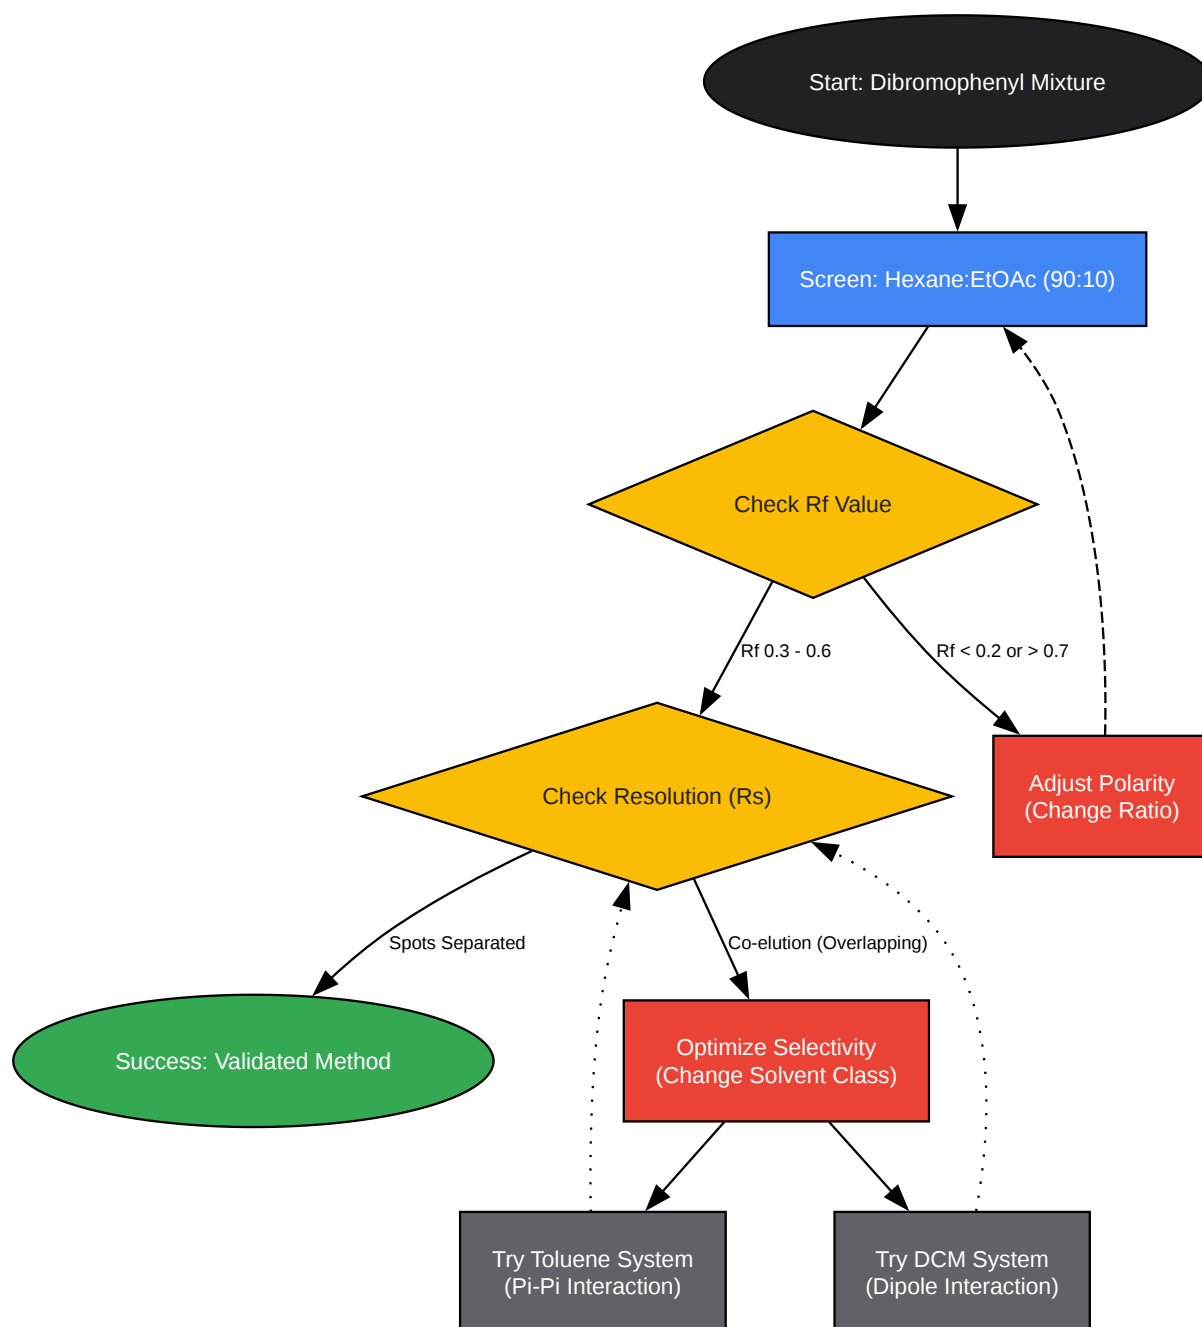 Start: Dibromophenyl Mixture
Screen: Hexane:EtOAc (90:10)
Check Rf Value
Rf 0.3 - 0.6
Rf < 0.2 or > 0.7
Adjust Polarity
(Change Ratio)
Check Resolution (Rs)
Spots Separated
Co-elution (Overlapping)
Success: Validated Method
Optimize Selectivity
(Change Solvent Class)
Try Toluene System
(Pi-Pi Interaction)
Try DCM System
(Dipole Interaction)